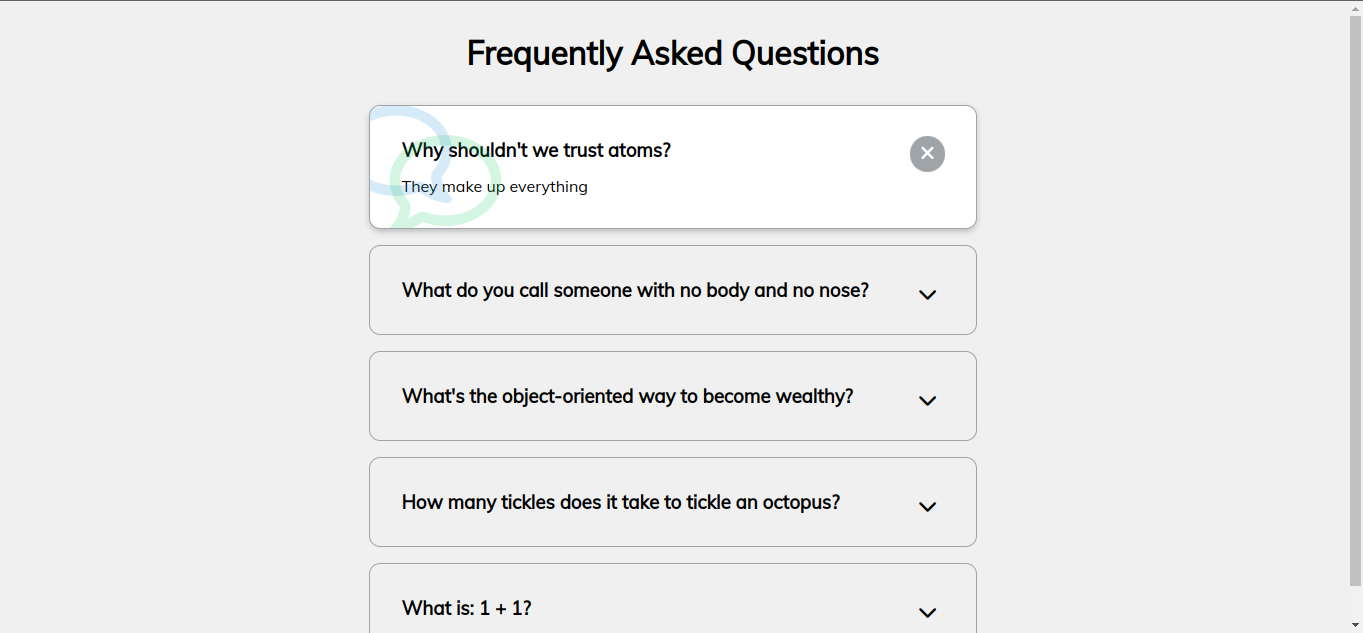 Frequently Asked Questions
Why shouldn't we trust atoms?
They make up everything
What do you call someone with no body and no nose?
What's the object-oriented way to become wealthy?
How many tickles does it take to tickle an octopus?
What is: 1 + 1?